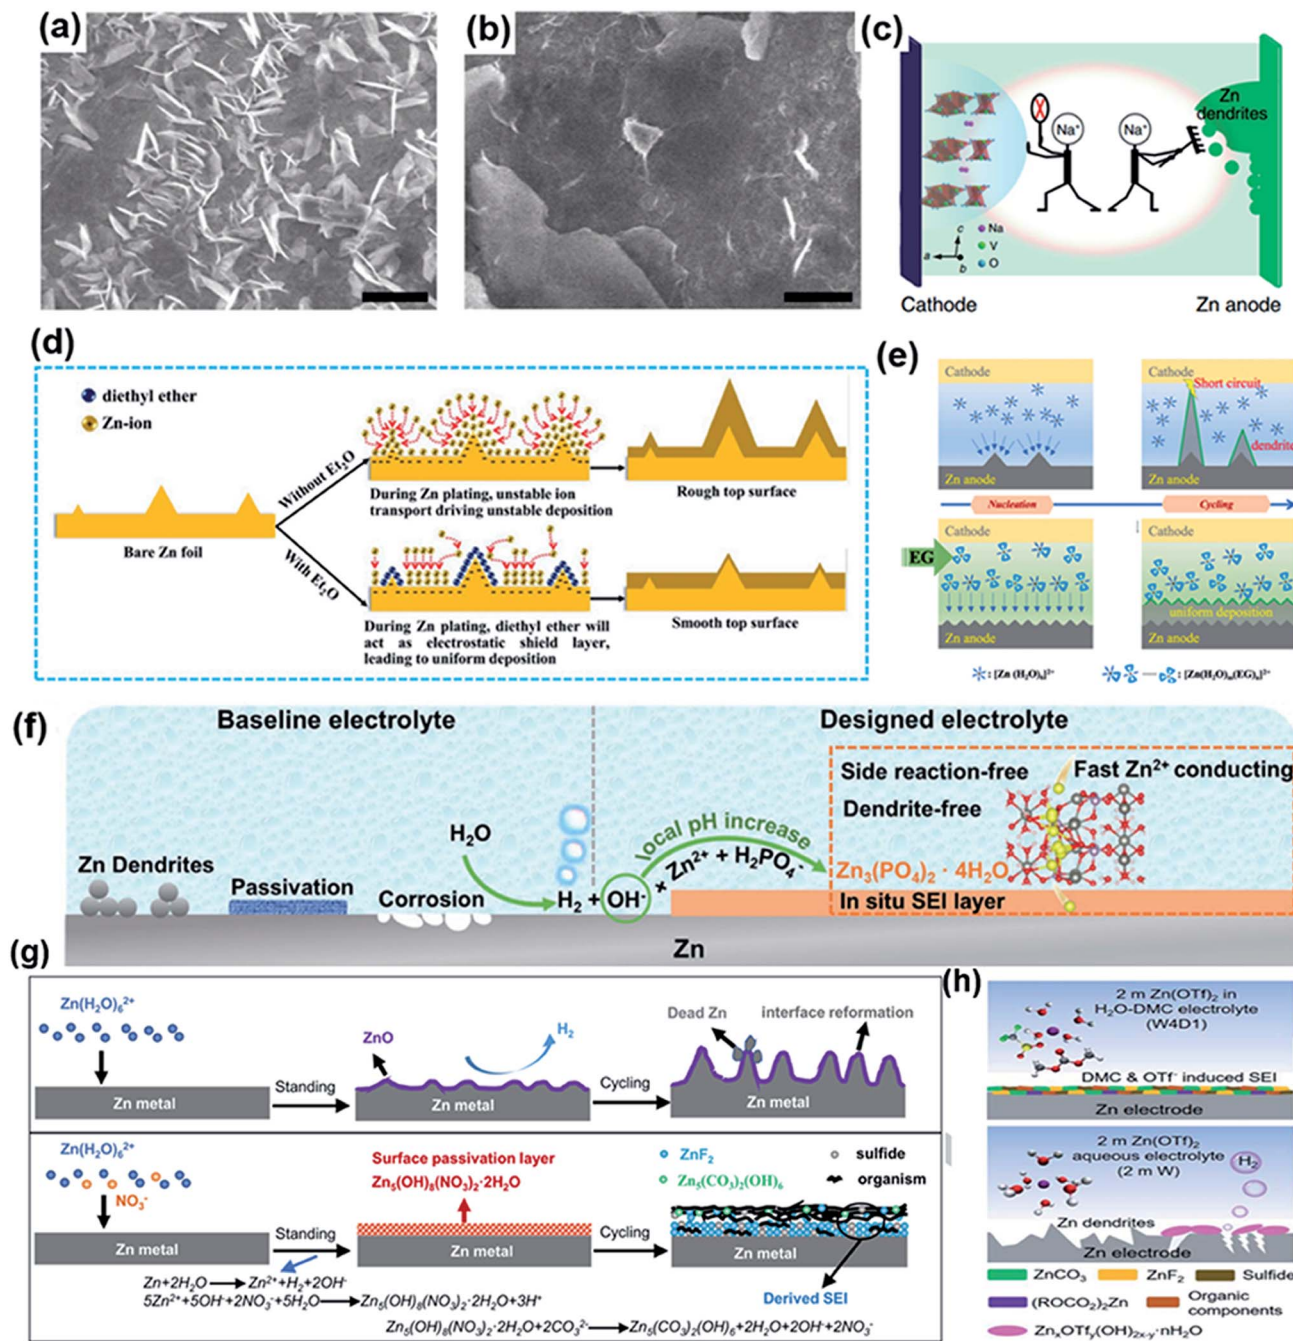 (a)
(b)
(c)
Na⁺
Na⁺
Zn
dendrites
Na
V
O
c
a
b
Cathode
Zn anode
(d)
diethyl ether
Zn-ion
Without Et₂O
With Et₂O
Bare Zn foil
During Zn plating, unstable ion
transport driving unstable deposition
Rough top surface
During Zn plating, diethyl ether will
act as electrostatic shield layer,
leading to uniform deposition
Smooth top surface
(e)
Cathode
Zn anode
Cathode
Short circuit
dendrite
Zn anode
Nucleation
Cycling
EG
Cathode
Zn anode
Cathode
uniform deposition
Zn anode
: [Zn (H₂O)ₙ]²⁺
: [Zn(H₂O)ₘ(EG)ₙ]²⁺
(f)
Baseline electrolyte
Designed electrolyte
Zn Dendrites
Passivation
Corrosion
H₂O
H₂ + OH⁻
+ Zn²⁺ + H₂PO₄⁻
local pH increase
Side reaction-free
Fast Zn²⁺ conducting
Dendrite-free
Zn₃(PO₄)₂ · 4H₂O
In situ SEI layer
Zn
(g)
Zn(H₂O)₆²⁺
Zn metal
Standing
ZnO
H₂
Zn metal
Cycling
Dead Zn
interface reformation
Zn metal
Zn(H₂O)₆²⁺
NO₃⁻
Zn metal
Standing
Surface passivation layer
Zn₅(OH)₈(NO₃)₂·2H₂O
Zn metal
Cycling
ZnF₂
sulfide
Zn₅(CO₃)₂(OH)₆
organism
Zn metal
Derived SEI
Zn+2H₂O→Zn²⁺+H₂+2OH⁻
5Zn²⁺+5OH⁻+2NO₃⁻+5H₂O→Zn₅(OH)₈(NO₃)₂·2H₂O+3H⁺
Zn₅(OH)₈(NO₃)₂·2H₂O+2CO₃²⁻→Zn₅(CO₃)₂(OH)₆+2H₂O+2OH⁻+2NO₃⁻
(h)
2 m Zn(OTf)₂ in
H₂O-DMC electrolyte
(W4D1)
DMC & OTf⁻ induced SEI
Zn electrode
2 m Zn(OTf)₂
aqueous electrolyte
(2 m W)
H₂
Zn dendrites
Zn electrode
ZnCO₃
ZnF₂
Sulfide
(ROCO₂)₂Zn
Organic
components
ZnₓOTfᵧ(OH)₂ₓ₋ᵧ·nH₂O